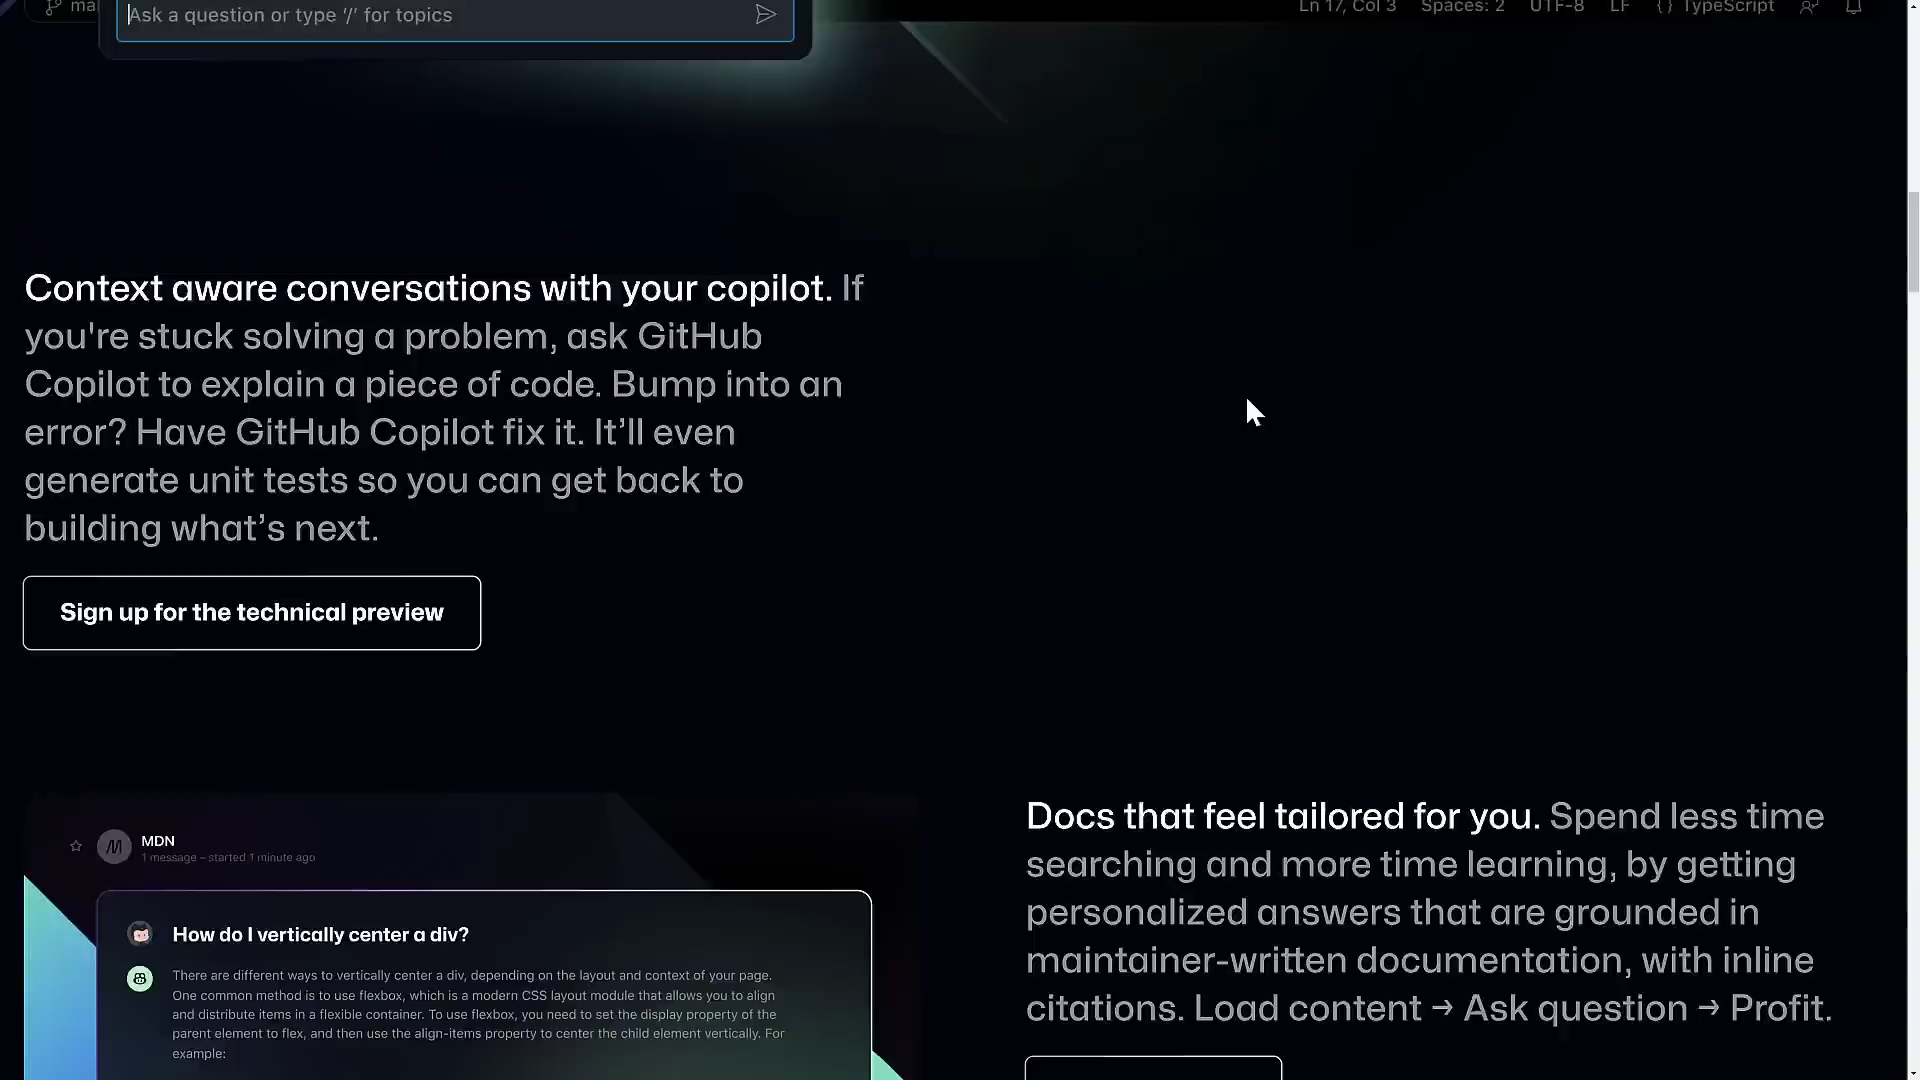 mai
Ln 17, Col 3 Spaces: 2 UTF-8 LF {} TypeScript
Ask a question or type '/' for topics
Context aware conversations with your copilot. If
you're stuck solving a problem, ask GitHub
Copilot to explain a piece of code. Bump into an
error? Have GitHub Copilot fix it. It’ll even
generate unit tests so you can get back to
building what’s next.
Sign up for the technical preview
MDN
1 message – started 1 minute ago
How do I vertically center a div?
There are different ways to vertically center a div, depending on the layout and context of your page.
One common method is to use flexbox, which is a modern CSS layout module that allows you to align
and distribute items in a flexible container. To use flexbox, you need to set the display property of the
parent element to flex, and then use the align-items property to center the child element vertically. For
example:
Docs that feel tailored for you. Spend less time
searching and more time learning, by getting
personalized answers that are grounded in
maintainer-written documentation, with inline
citations. Load content → Ask question → Profit.